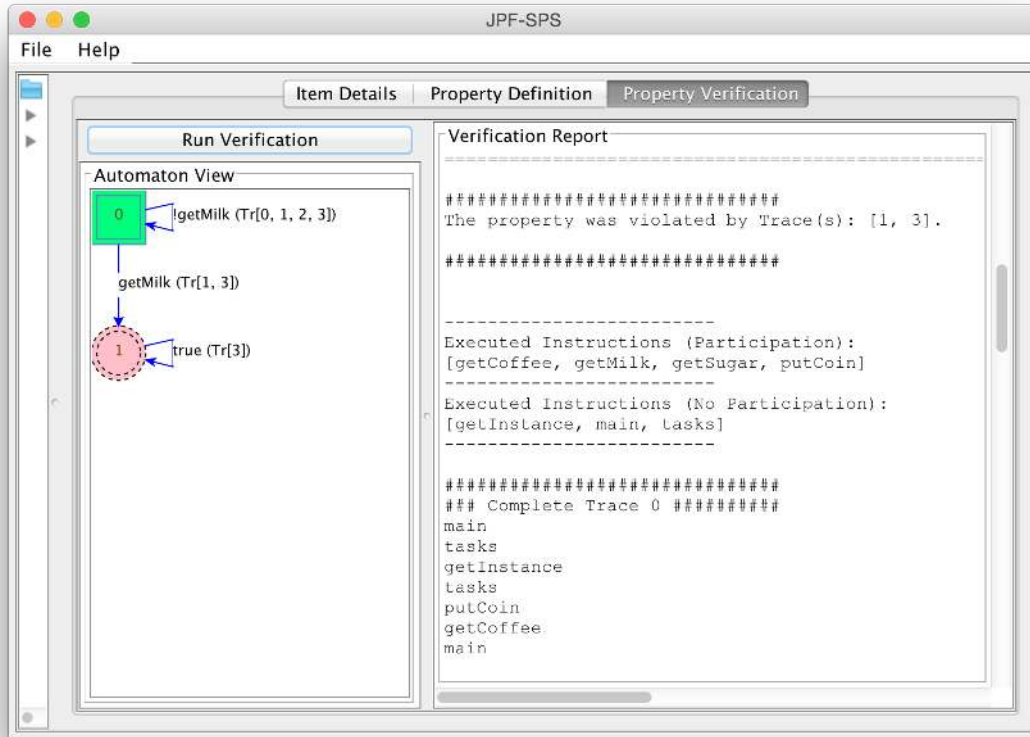 JPF-SPS
File Help
Item Details Property Definition Property Verification
Run Verification
Automaton View
0
!getMilk (Tr[0, 1, 2, 3])
getMilk (Tr[1, 3])
1
true (Tr[3])
Verification Report
=================================================
###############################
The property was violated by Trace(s): [1, 3].
###############################
-------------------------
Executed Instructions (Participation):
[getCoffee, getMilk, getSugar, putCoin]
-------------------------
Executed Instructions (No Participation):
[getInstance, main, tasks]
-------------------------
###############################
### Complete Trace 0 ##########
main
tasks
getInstance
tasks
putCoin
getCoffee
main